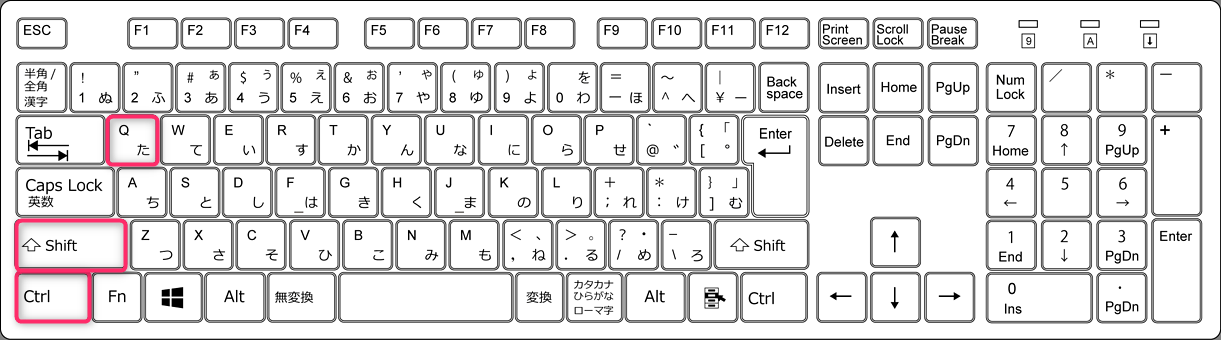 ESC F1 F2 F3 F4 F5 F6 F7 F8 F9 F10 F11 F12 Print Screen Scroll Lock Pause Break 9 A ↓
半角/全角 漢字 ! 1 ぬ " 2 ふ # ぁ 3 あ $ ぅ 4 う % ぇ 5 え & ぉ 6 お ' ゃ 7 や ( ゅ 8 ゆ ) ょ 9 よ を 0 わ = ー ほ ～ ^ へ | ¥ ー Back space Insert Home PgUp Num Lock ／ ＊ ー
Tab Q た W て E い R す T か Y ん U な I に O ら P せ ` @ ゛ { 「 [ ° Enter Delete End PgDn 7 Home 8 ↑ 9 PgUp +
Caps Lock 英数 A ち S と D し F _は G き H く J _ま K の L り + ; れ * : け } 」 ] む 4 ← 5 6 →
Shift Z つ X さ C そ V ひ B こ N み M も < 、 , ね > 。 . る ? ・ / め _ \ ろ Shift ↑ 1 End 2 ↓ 3 PgDn Enter
Ctrl Fn Alt 無変換 変換 カタカナ ひらがな ローマ字 Alt Ctrl ← ↓ → 0 Ins . PgDn